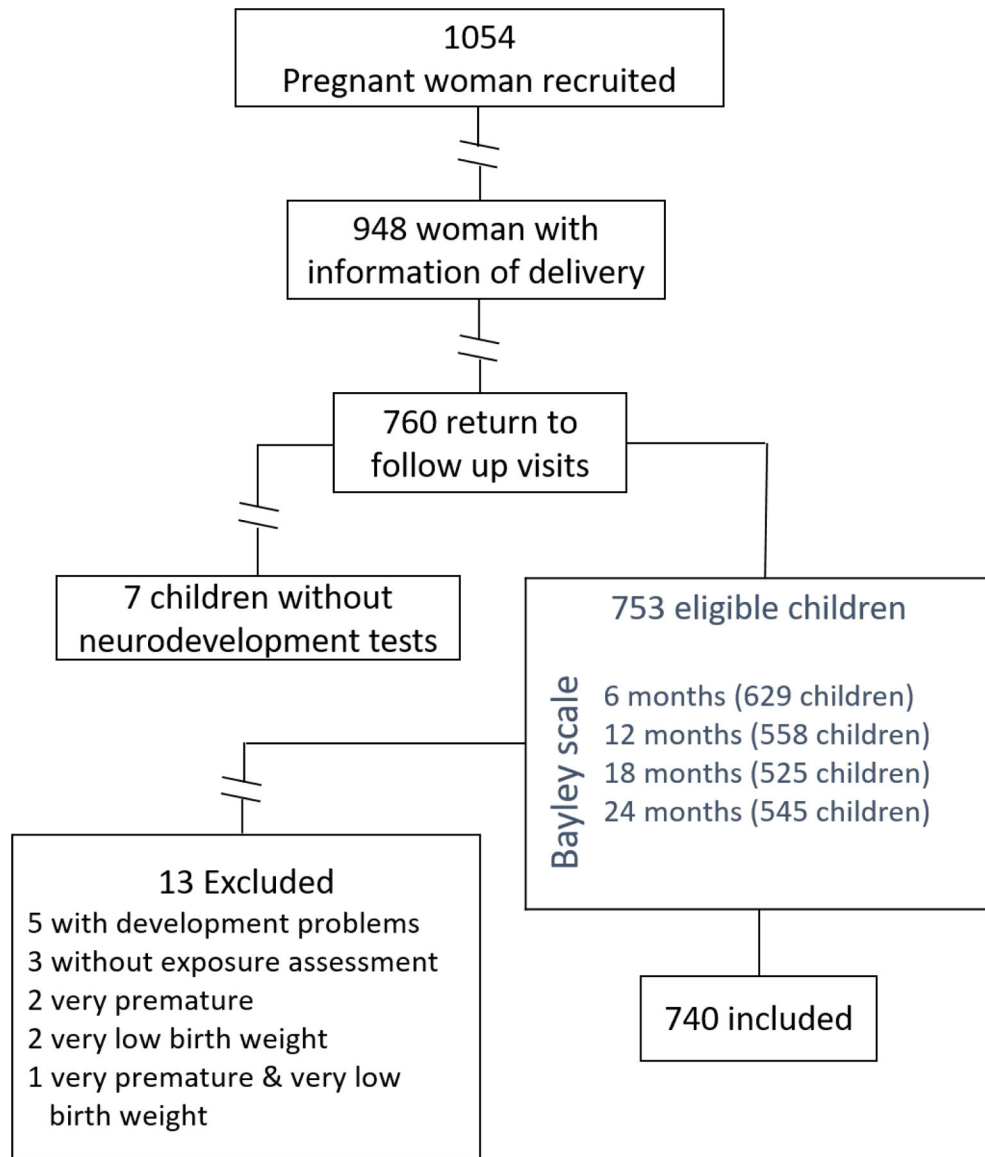 1054
Pregnant woman recruited
948 woman with
information of delivery
760 return to
follow up visits
7 children without
neurodevelopment tests
753 eligible children
Bayley scale
6 months (629 children)
12 months (558 children)
18 months (525 children)
24 months (545 children)
13 Excluded
5 with development problems
3 without exposure assessment
2 very premature
2 very low birth weight
1 very premature & very low
birth weight
740 included